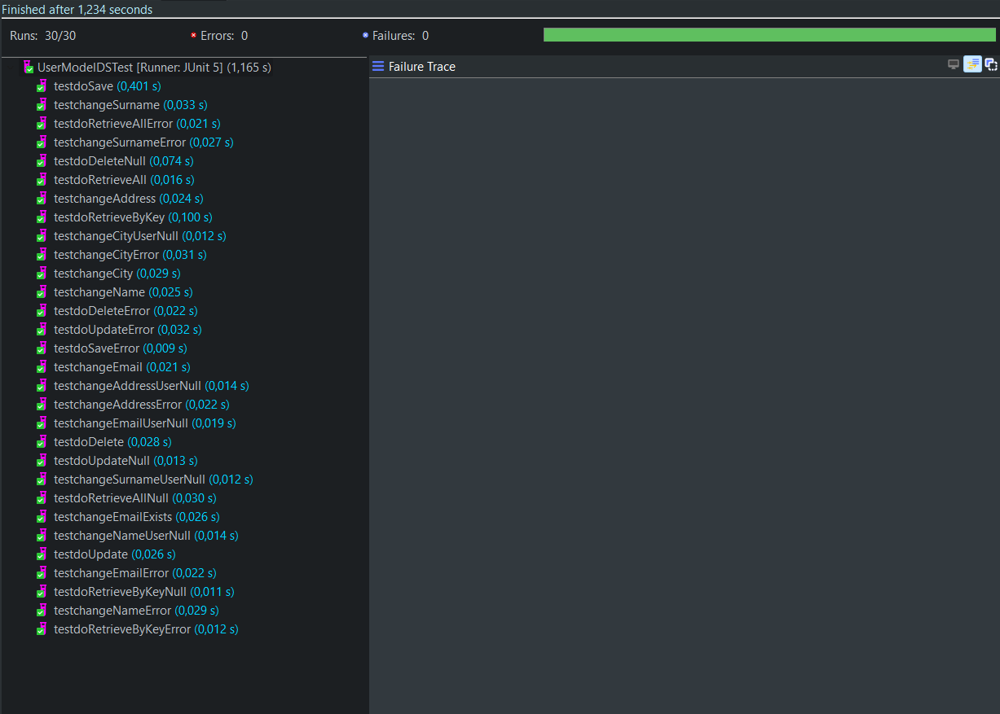 Finished after 1,234 seconds
Runs: 30/30 Errors: 0 Failures: 0
UserModelDSTest [Runner: JUnit 5] (1,165 s)
Failure Trace
testdoSave (0,401 s)
testchangeSurname (0,033 s)
testdoRetrieveAllError (0,021 s)
testchangeSurnameError (0,027 s)
testdoDeleteNull (0,074 s)
testdoRetrieveAll (0,016 s)
testchangeAddress (0,024 s)
testdoRetrieveByKey (0,100 s)
testchangeCityUserNull (0,012 s)
testchangeCityError (0,031 s)
testchangeCity (0,029 s)
testchangeName (0,025 s)
testdoDeleteError (0,022 s)
testdoUpdateError (0,032 s)
testdoSaveError (0,009 s)
testchangeEmail (0,021 s)
testchangeAddressUserNull (0,014 s)
testchangeAddressError (0,022 s)
testchangeEmailUserNull (0,019 s)
testdoDelete (0,028 s)
testdoUpdateNull (0,013 s)
testchangeSurnameUserNull (0,012 s)
testdoRetrieveAllNull (0,030 s)
testchangeEmailExists (0,026 s)
testchangeNameUserNull (0,014 s)
testdoUpdate (0,026 s)
testchangeEmailError (0,022 s)
testdoRetrieveByKeyNull (0,011 s)
testchangeNameError (0,029 s)
testdoRetrieveByKeyError (0,012 s)